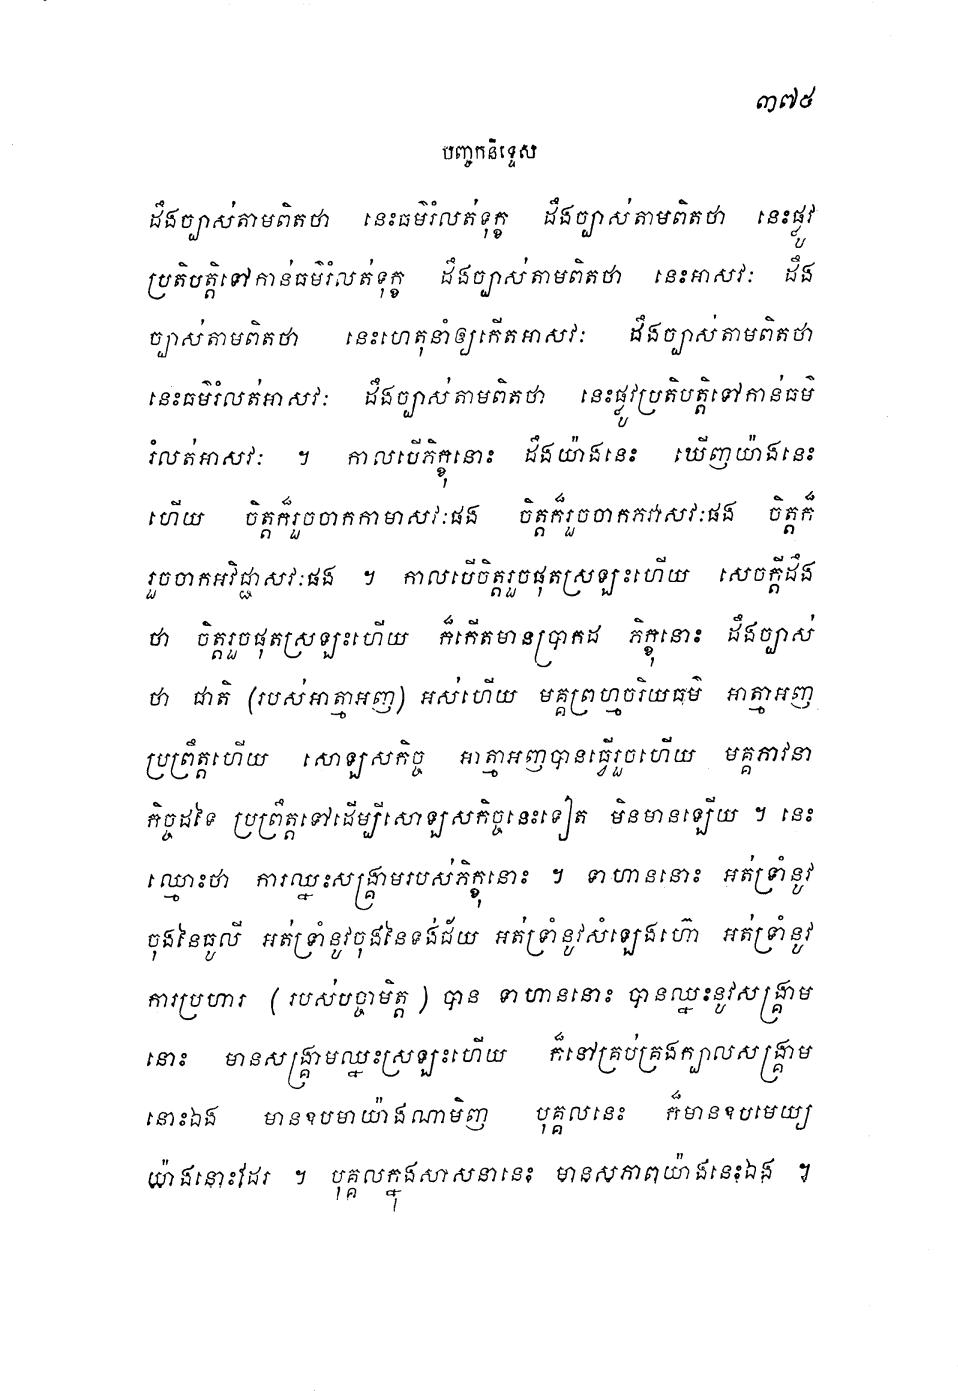 ៣៧៥
បញ្ចកនិទ្ទេស
ដឹងច្បាស់តាមពិតថា នេះធម៌រំលត់ទុក្ខ ដឹងច្បាស់តាមពិតថា នេះផ្លូវ
ប្រតិបត្តិទៅកាន់ធម៌រំលត់ទុក្ខ ដឹងច្បាស់តាមពិតថា នេះអាសវៈ ដឹង
ច្បាស់តាមពិតថា នេះហេតុនាំឲ្យកើតអាសវៈ ដឹងច្បាស់តាមពិតថា
នេះធម៌រំលត់អាសវៈ ដឹងច្បាស់តាមពិតថា នេះផ្លូវប្រតិបត្តិទៅកាន់ធម៌
រំលត់អាសវៈ ។ កាលបើភិក្ខុនោះ ដឹងយ៉ាងនេះ ឃើញយ៉ាងនេះ
ហើយ ចិត្តក៏រួចចាកកាមាសវៈផង ចិត្តក៏រួចចាកភវាសវៈផង ចិត្តក៏
រួចចាកអវិជ្ជាសវៈផង ។ កាលបើចិត្តរួចផុតស្រឡះហើយ សេចក្តីដឹង
ថា ចិត្តរួចផុតស្រឡះហើយ ក៏កើតមានប្រាកដ ភិក្ខុនោះ ដឹងច្បាស់
ថា ជាតិ (របស់អាត្មាអញ) អស់ហើយ មគ្គព្រហ្មចរិយធម៌ អាត្មាអញ
ប្រព្រឹត្តហើយ សោឡសកិច្ច អាត្មាអញបានធ្វើរួចហើយ មគ្គភាវនា
កិច្ចដទៃ ប្រព្រឹត្តទៅដើម្បីសោឡសកិច្ចនេះទៀត មិនមានឡើយ ។ នេះ
ឈ្មោះថា ការឈ្នះសង្គ្រាមរបស់ភិក្ខុនោះ ។ ទាហាននោះ អត់ទ្រាំនូវ
ចុងនៃធូលី អត់ទ្រាំនូវចុងនៃទង់ជ័យ អត់ទ្រាំនូវសំឡេងហ៊ោ អត់ទ្រាំនូវ
ការប្រហារ (របស់បច្ចាមិត្ត) បាន ទាហាននោះ បានឈ្នះនូវសង្គ្រាម
នោះ មានសង្គ្រាមឈ្នះស្រឡះហើយ ក៏នៅគ្រប់គ្រងក្បាលសង្គ្រាម
នោះឯង មានឧបមាយ៉ាងណាមិញ បុគ្គលនេះ ក៏មានឧបមេយ្យ
យ៉ាងនោះដែរ ។ បុគ្គលក្នុងសាសនានេះ មានសភាពយ៉ាងនេះឯង ។